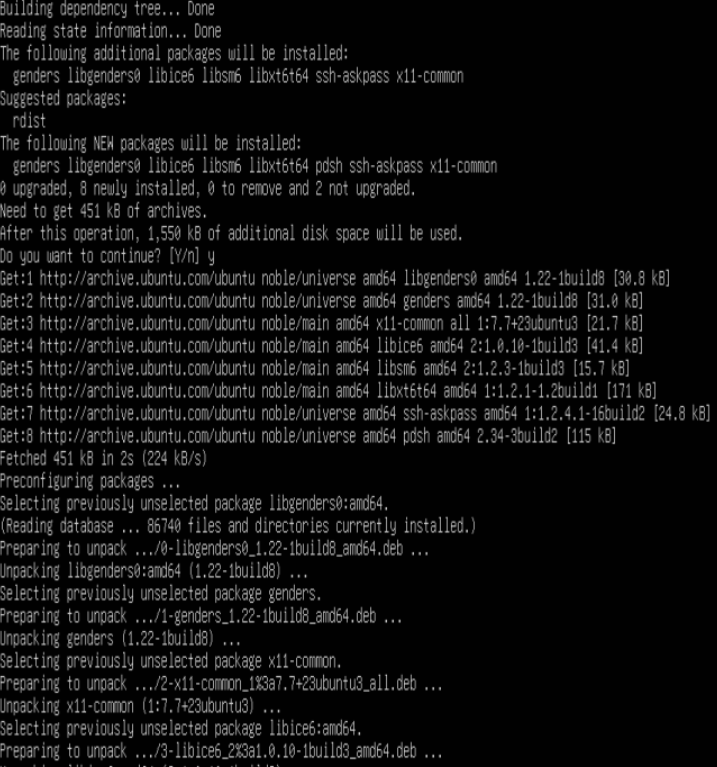 Building dependency tree... Done
Reading state information... Done
The following additional packages will be installed:
  genders libgenders0 libice6 libsm6 libxt6t64 ssh-askpass x11-common
Suggested packages:
  rdist
The following NEW packages will be installed:
  genders libgenders0 libice6 libsm6 libxt6t64 pdsh ssh-askpass x11-common
0 upgraded, 8 newly installed, 0 to remove and 2 not upgraded.
Need to get 451 kB of archives.
After this operation, 1,550 kB of additional disk space will be used.
Do you want to continue? [Y/n] y
Get:1 http://archive.ubuntu.com/ubuntu noble/universe amd64 libgenders0 amd64 1.22-1build8 [30.8 kB]
Get:2 http://archive.ubuntu.com/ubuntu noble/universe amd64 genders amd64 1.22-1build8 [31.0 kB]
Get:3 http://archive.ubuntu.com/ubuntu noble/main amd64 x11-common all 1:7.7+23ubuntu3 [21.7 kB]
Get:4 http://archive.ubuntu.com/ubuntu noble/main amd64 libice6 amd64 2:1.0.10-1build3 [41.4 kB]
Get:5 http://archive.ubuntu.com/ubuntu noble/main amd64 libsm6 amd64 2:1.2.3-1build3 [15.7 kB]
Get:6 http://archive.ubuntu.com/ubuntu noble/main amd64 libxt6t64 amd64 1:1.2.1-1.2build1 [171 kB]
Get:7 http://archive.ubuntu.com/ubuntu noble/universe amd64 ssh-askpass amd64 1:1.2.4.1-16build2 [24.8 kB]
Get:8 http://archive.ubuntu.com/ubuntu noble/universe amd64 pdsh amd64 2.34-3build2 [115 kB]
Fetched 451 kB in 2s (224 kB/s)
Preconfiguring packages ...
Selecting previously unselected package libgenders0:amd64.
(Reading database ... 86740 files and directories currently installed.)
Preparing to unpack .../0-libgenders0_1.22-1build8_amd64.deb ...
Unpacking libgenders0:amd64 (1.22-1build8) ...
Selecting previously unselected package genders.
Preparing to unpack .../1-genders_1.22-1build8_amd64.deb ...
Unpacking genders (1.22-1build8) ...
Selecting previously unselected package x11-common.
Preparing to unpack .../2-x11-common_1%3a7.7+23ubuntu3_all.deb ...
Unpacking x11-common (1:7.7+23ubuntu3) ...
Selecting previously unselected package libice6:amd64.
Preparing to unpack .../3-libice6_2%3a1.0.10-1build3_amd64.deb ...